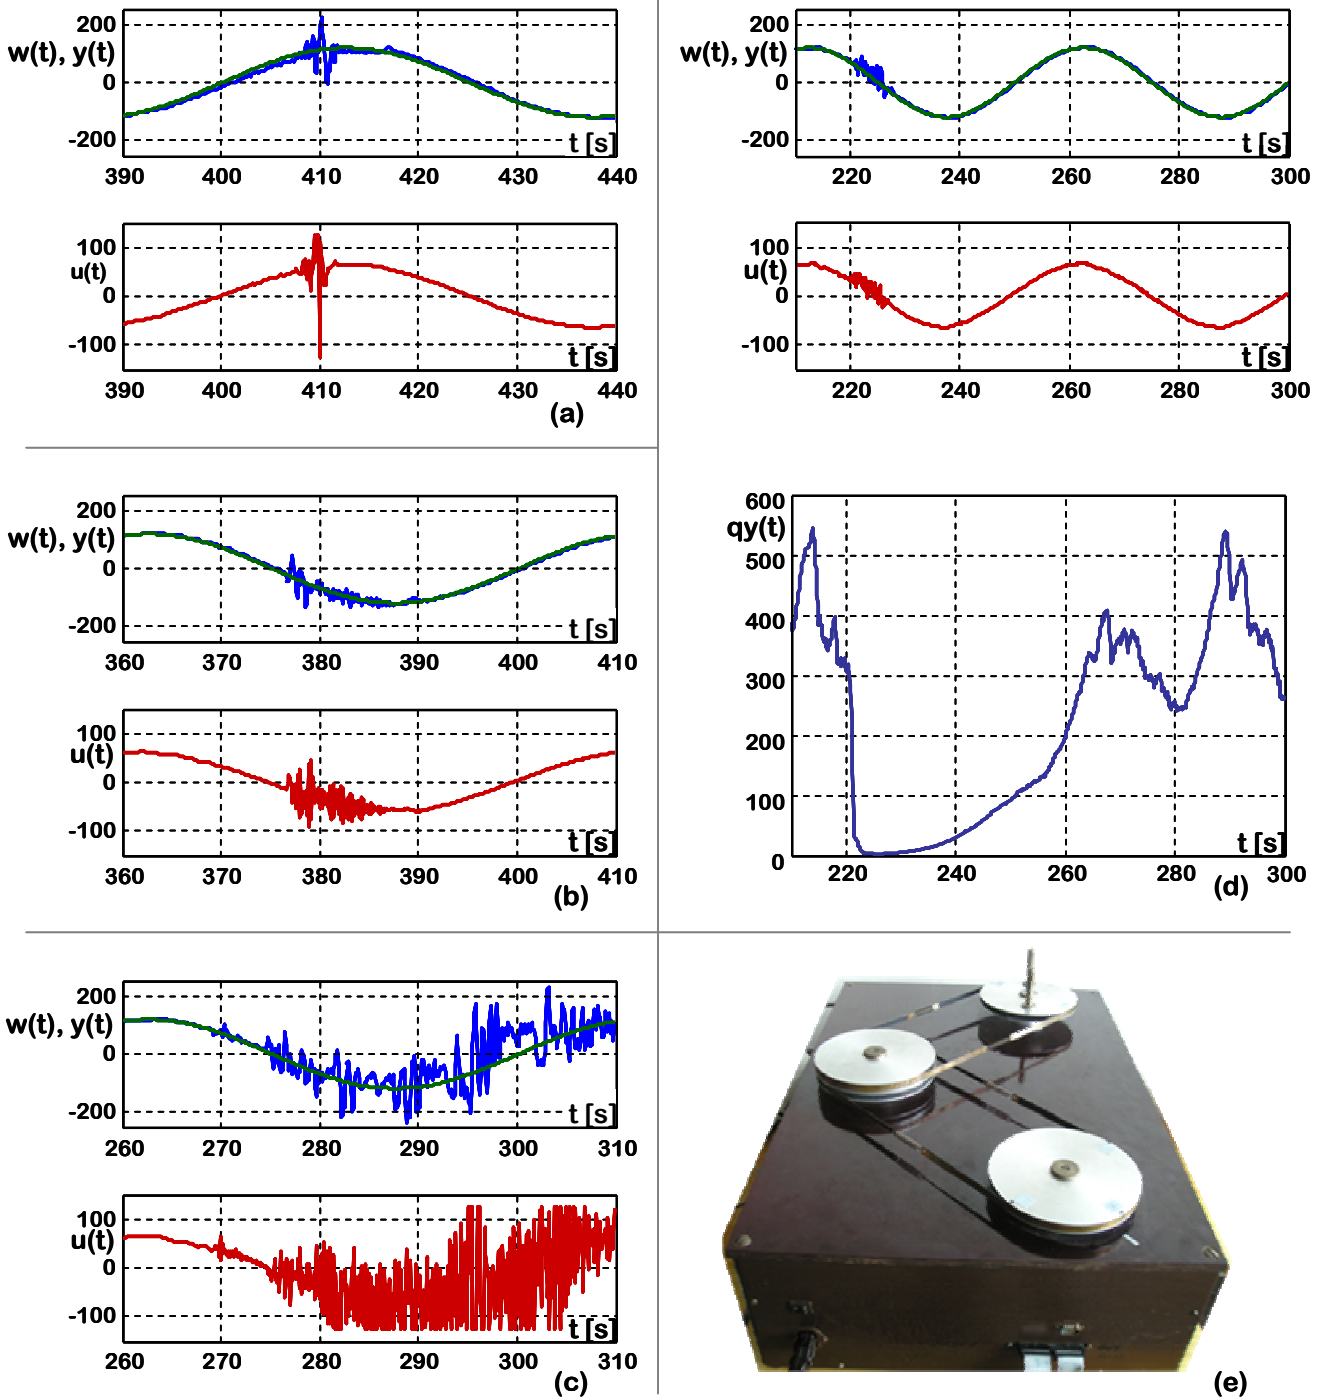 200
w(t), y(t)
0
-200
t [s]
390 400 410 420 430 440
100
u(t)
0
-100
t [s]
390 400 410 420 430 440
(a)
200
w(t), y(t)
0
-200
t [s]
220 240 260 280 300
100
u(t)
0
-100
t [s]
220 240 260 280 300
200
w(t), y(t)
0
-200
t [s]
360 370 380 390 400 410
100
u(t)
0
-100
t [s]
360 370 380 390 400 410
(b)
600
qy(t)
500
400
300
200
100
0
t [s]
220 240 260 280 300
(d)
200
w(t), y(t)
0
-200
t [s]
260 270 280 290 300 310
100
u(t)
0
-100
t [s]
260 270 280 290 300 310
(c)
(e)